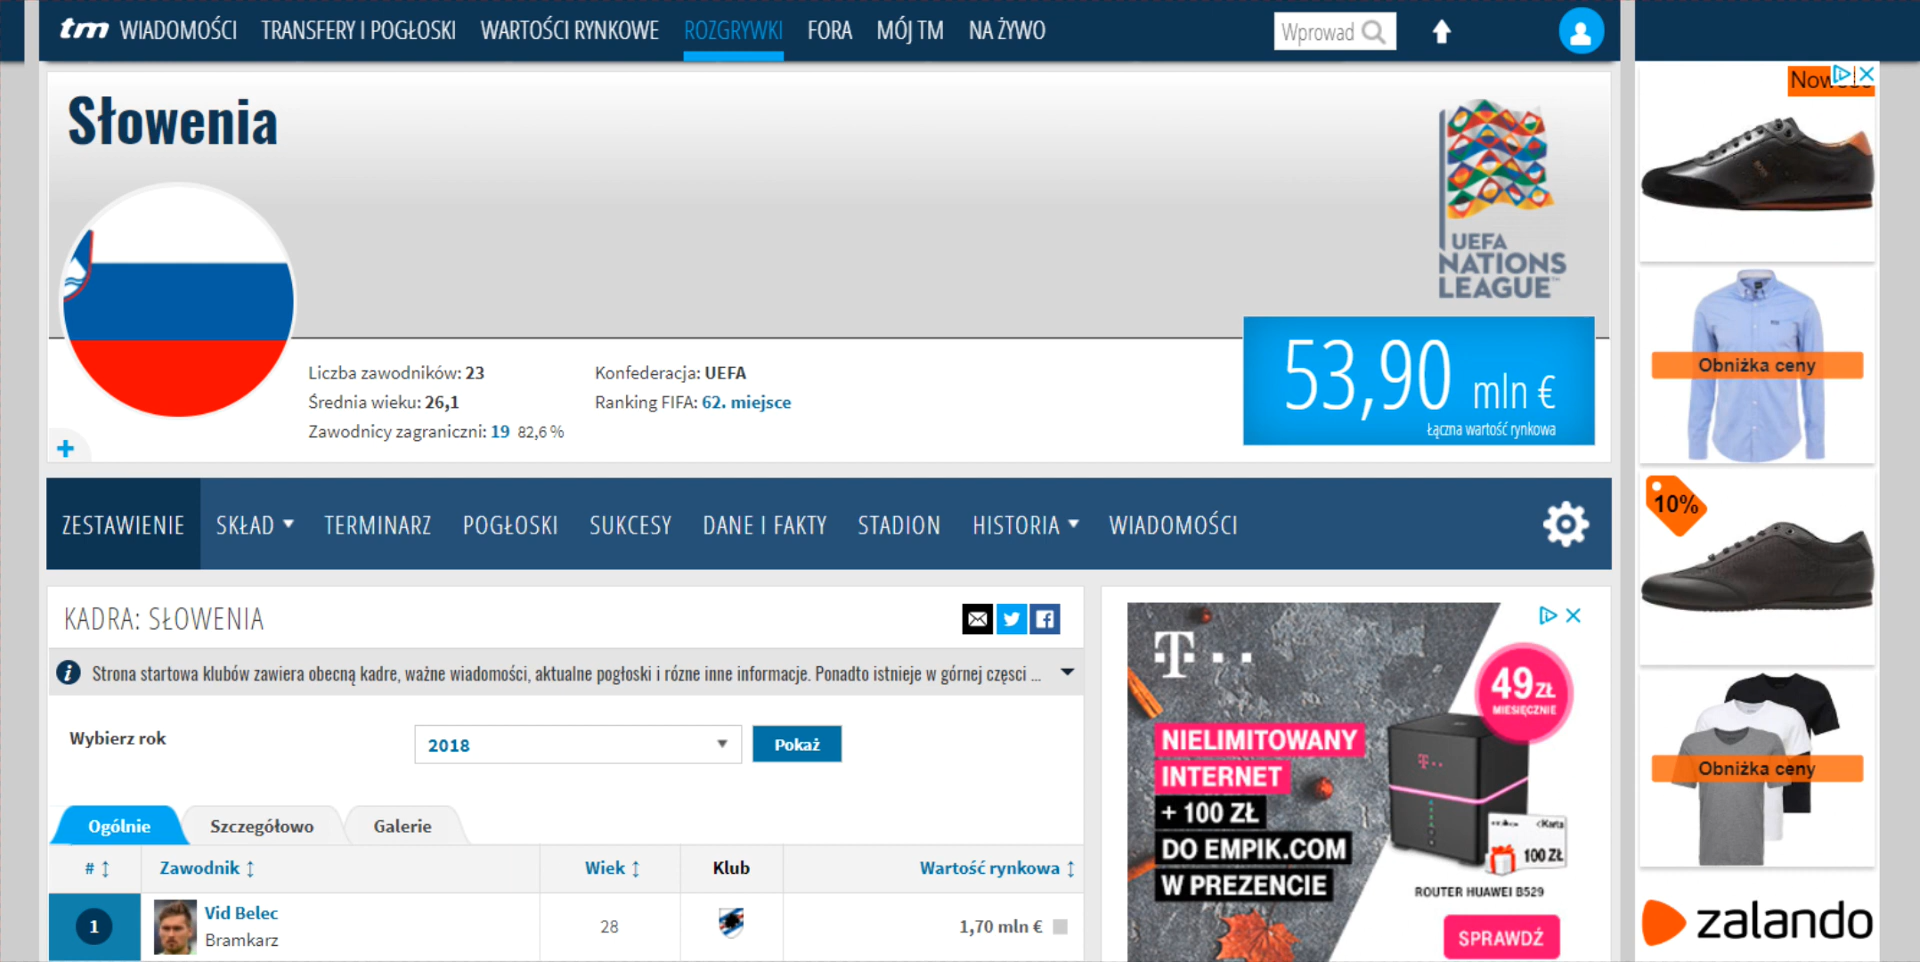 tm WIADOMOŚCI TRANSFERY I POGŁOSKI WARTOŚCI RYNKOWE ROZGRYWKI FORA MÓJ TM NA ŻYWO Wprowad
Słowenia
UEFA
NATIONS
LEAGUE™
53,90 mln €
Łączna wartość rynkowa
Liczba zawodników: 23
Średnia wieku: 26,1
Zawodnicy zagraniczni: 19 82,6 %
Konfederacja: UEFA
Ranking FIFA: 62. miejsce
+
ZESTAWIENIE SKŁAD TERMINARZ POGŁOSKI SUKCESY DANE I FAKTY STADION HISTORIA WIADOMOŚCI
KADRA: SŁOWENIA
Strona startowa klubów zawiera obecną kadre, ważne wiadomości, aktualne pogłoski i rózne inne informacje. Ponadto istnieje w górnej częsci ...
Wybierz rok 2018 Pokaż
Ogólnie Szczegółowo Galerie
# Zawodnik Wiek Klub Wartość rynkowa
1 Vid Belec 28 1,70 mln €
Bramkarz
T
49 ZŁ
MIESIĘCZNIE
NIELIMITOWANY
INTERNET
+ 100 ZŁ
DO EMPIK.COM
W PREZENCIE
eKarta
100 ZŁ
ROUTER HUAWEI B529
SPRAWDŹ
Obniżka ceny
10%
Obniżka ceny
zalando